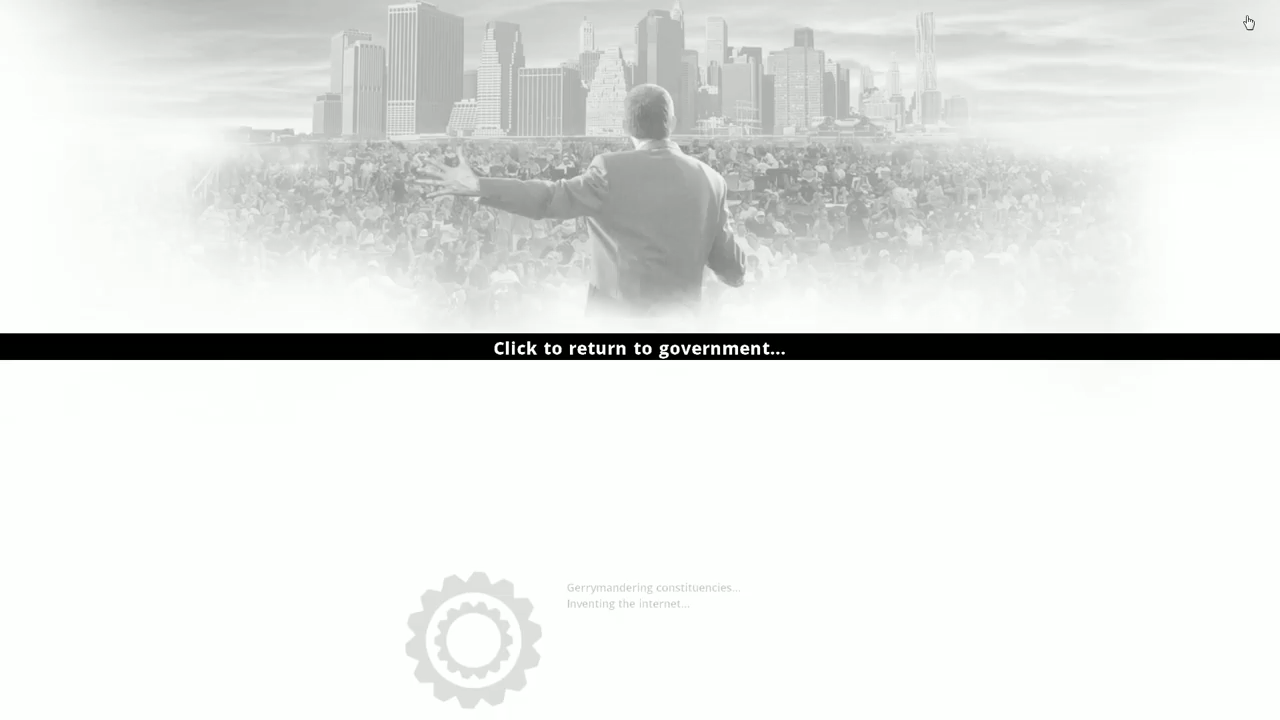 Click to return to government...
Gerrymandering constituencies...
Inventing the internet...